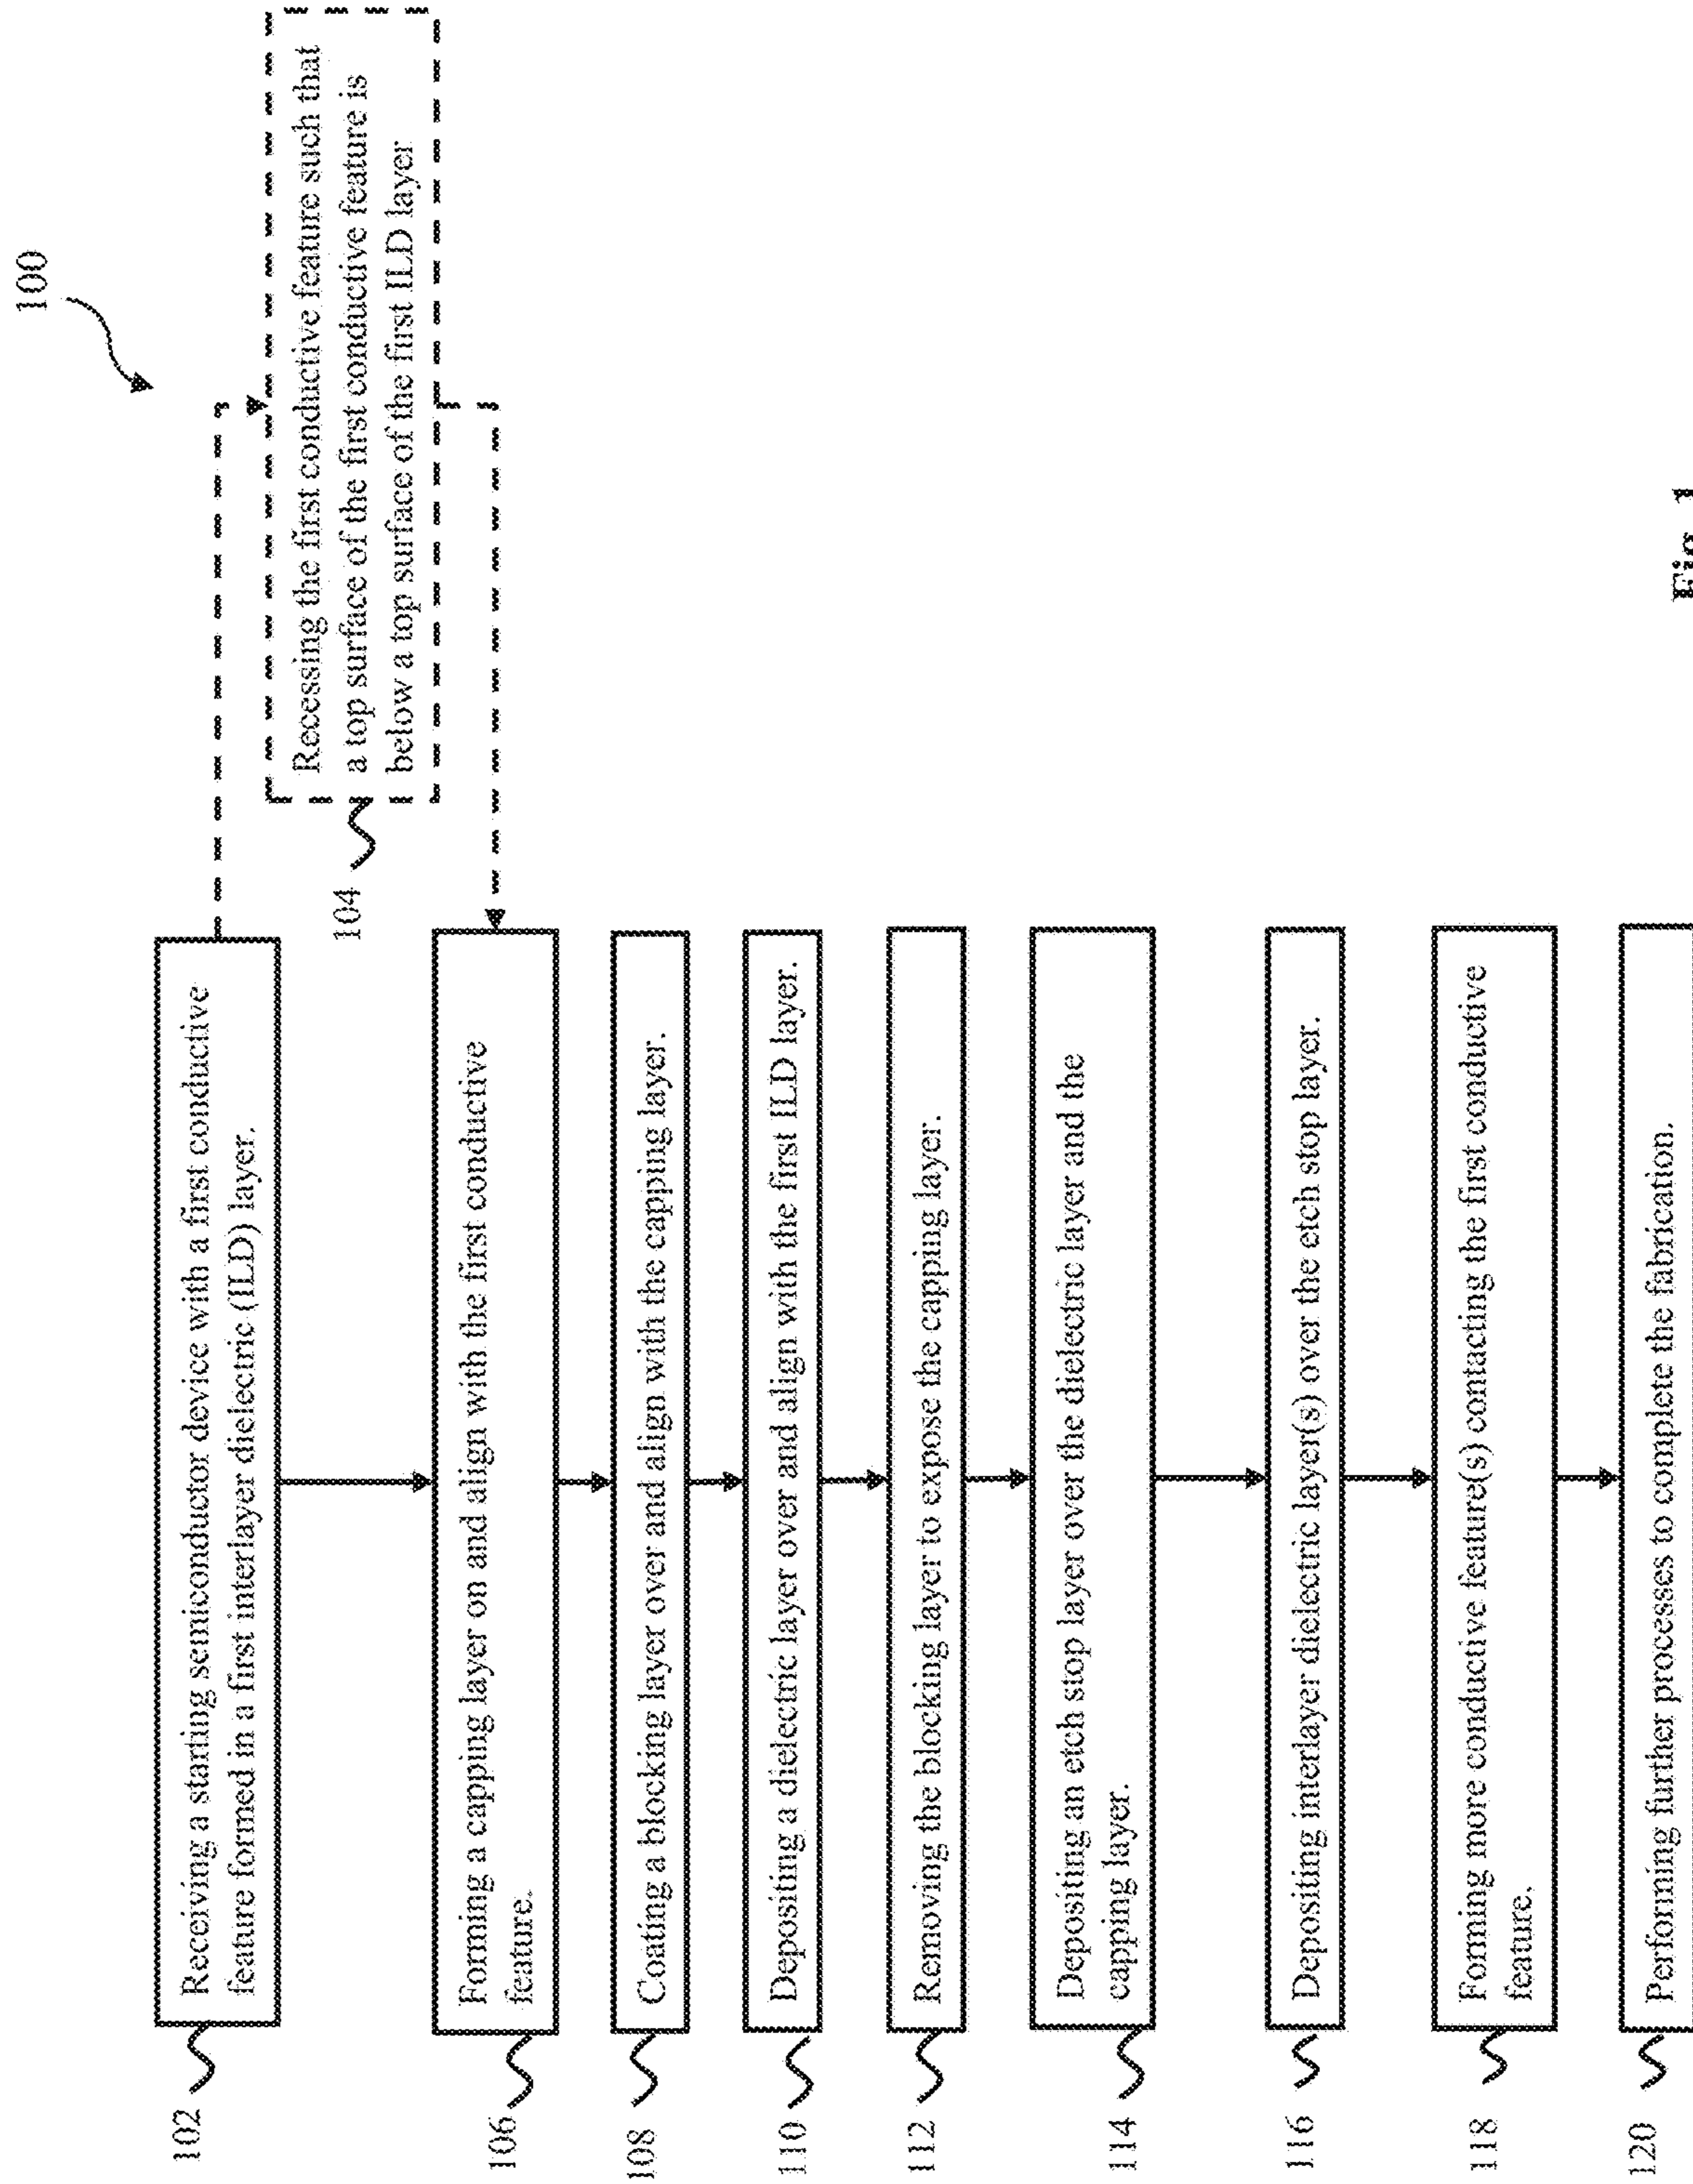 100
102
Receiving a starting semiconductor device with a first conductive
feature formed in a first interlayer dielectric (ILD) layer.
104
Recessing the first conductive feature such that
a top surface of the first conductive feature is
below a top surface of the first ILD layer
106
Forming a capping layer on and align with the first conductive
feature.
108
Coating a blocking layer over and align with the capping layer.
110
Depositing a dielectric layer over and align with the first ILD layer.
112
Removing the blocking layer to expose the capping layer.
114
Depositing an etch stop layer over the dielectric layer and the
capping layer.
116
Depositing interlayer dielectric layer(s) over the etch stop layer.
118
Forming more conductive feature(s) contacting the first conductive
feature.
120
Performing further processes to complete the fabrication.
Fig. 1